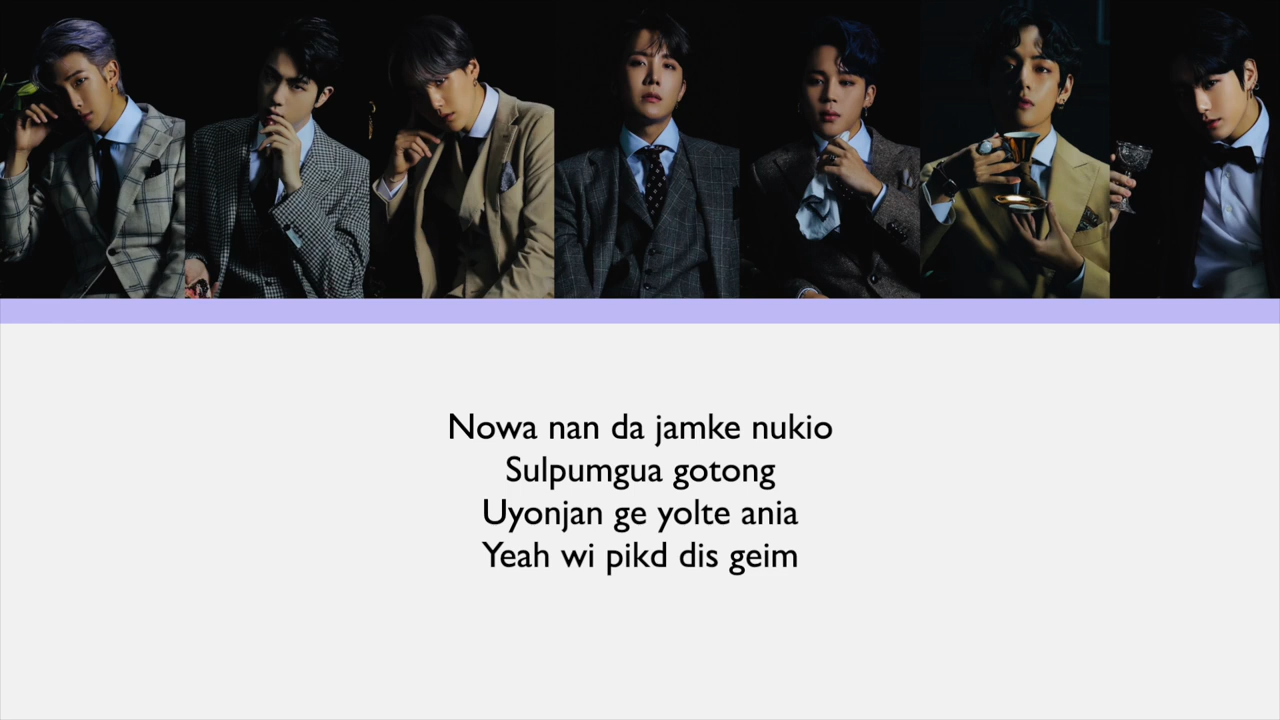 Nowa nan da jamke nukio
Sulpumgua gotong
Uyonjan ge yolte ania
Yeah wi pikd dis geim